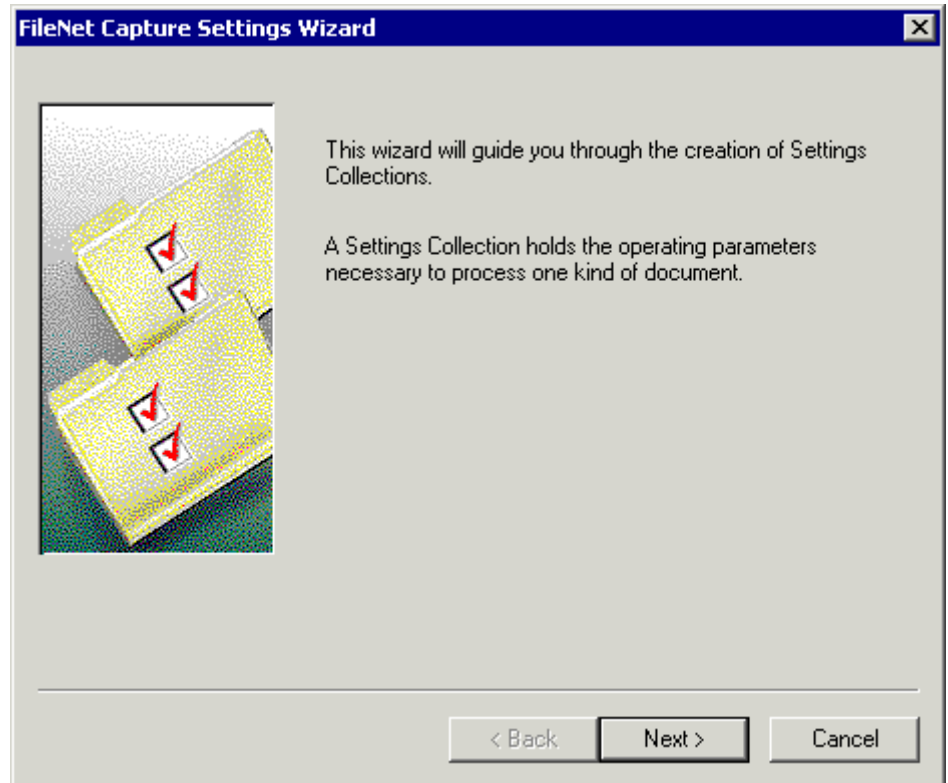 FileNet Capture Settings Wizard
This wizard will guide you through the creation of Settings
Collections.
A Settings Collection holds the operating parameters
necessary to process one kind of document.
< Back
Next >
Cancel